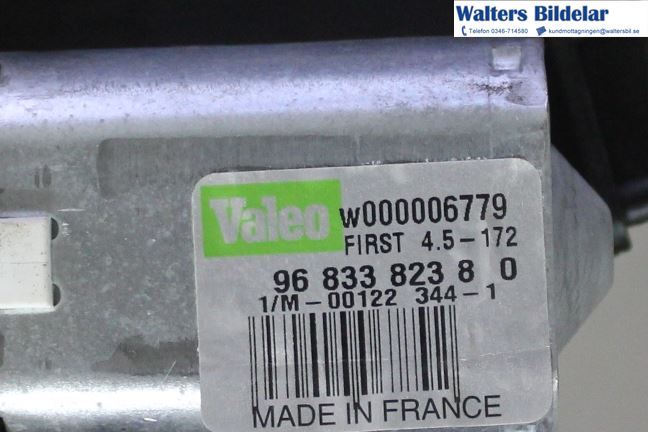 Walters Bildelar
Telefon 0346-714580 kundmottagningen@waltersbil.se
Valeo w000006779
FIRST 4.5-172
96 833 823 8 0
1/M-00122 344-1
MADE IN FRANCE